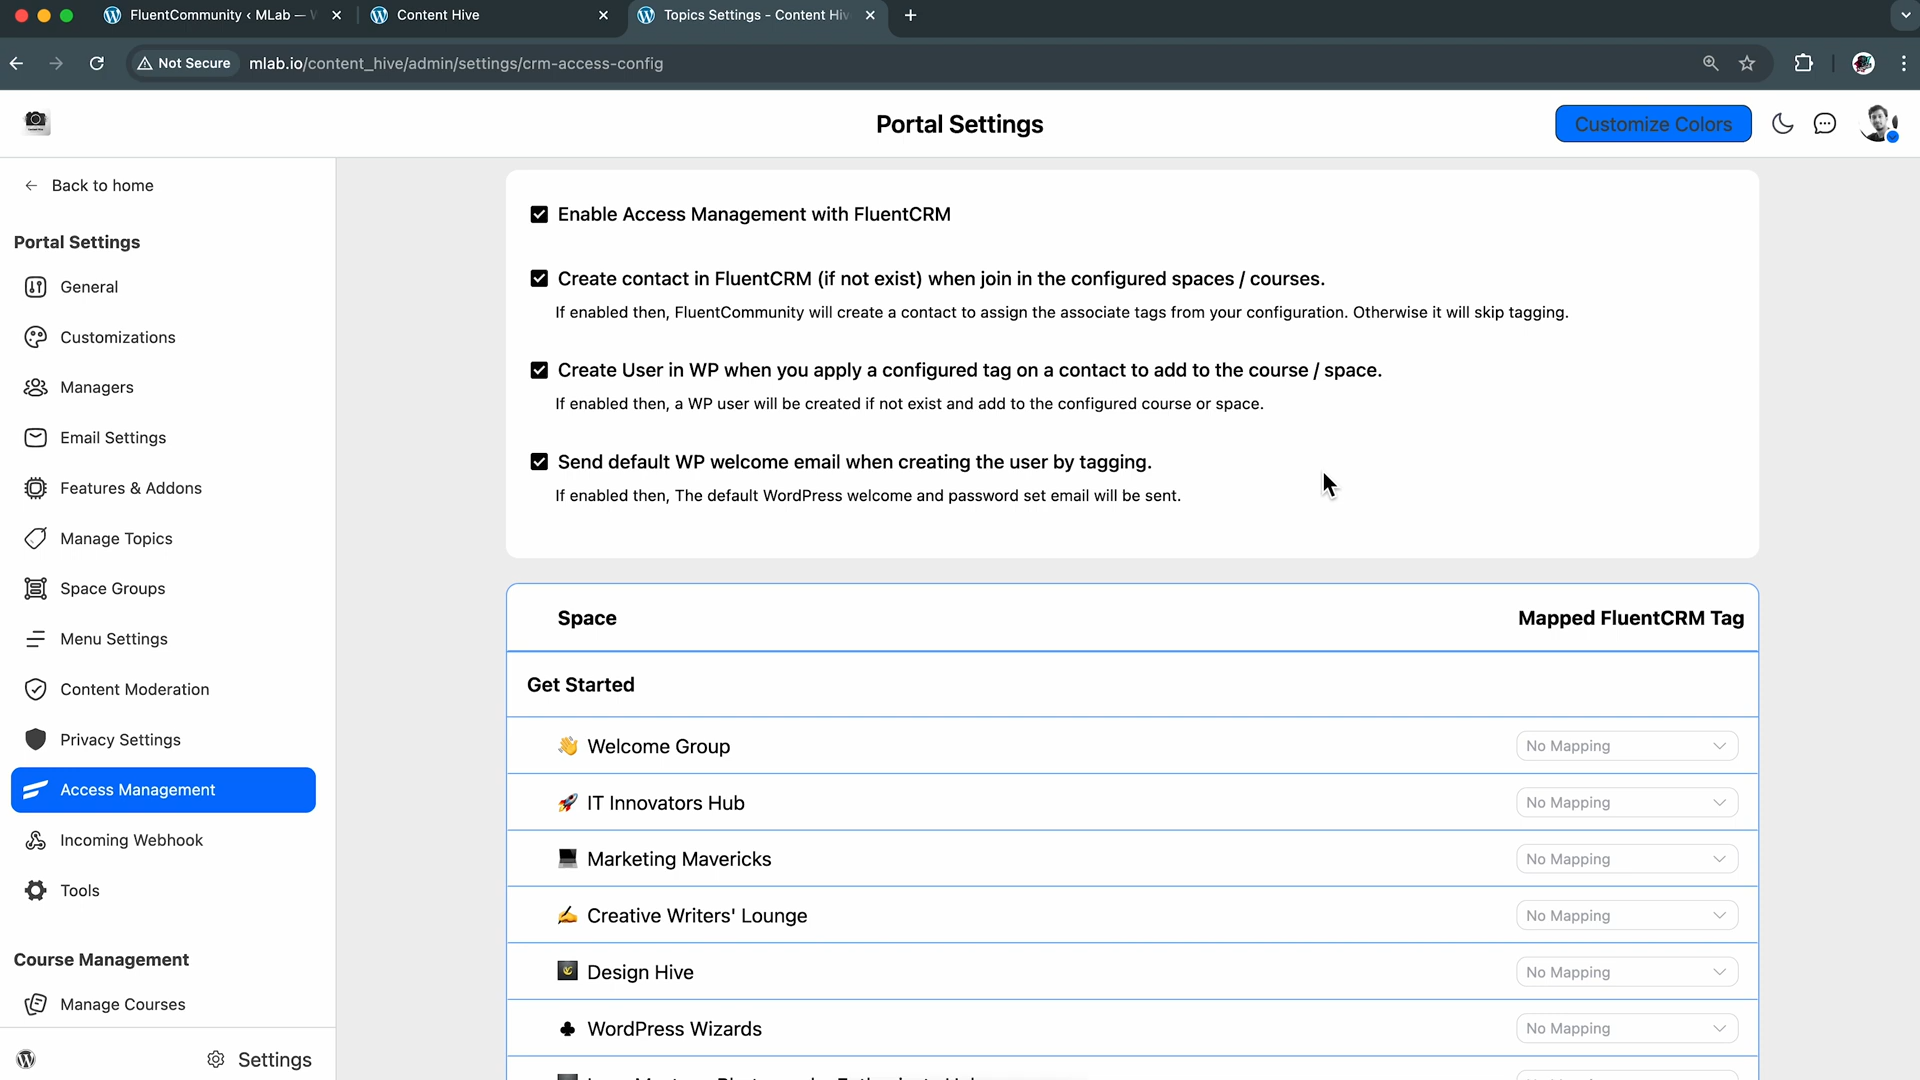 FluentCommunity ‹ MLab —
Content Hive
Topics Settings - Content Hiv
Not Secure
mlab.io/content_hive/admin/settings/crm-access-config
Portal Settings
Customize Colors
Back to home
Portal Settings
General
Customizations
Managers
Email Settings
Features & Addons
Manage Topics
Space Groups
Menu Settings
Content Moderation
Privacy Settings
Access Management
Incoming Webhook
Tools
Course Management
Manage Courses
Settings
Enable Access Management with FluentCRM
Create contact in FluentCRM (if not exist) when join in the configured spaces / courses.
If enabled then, FluentCommunity will create a contact to assign the associate tags from your configuration. Otherwise it will skip tagging.
Create User in WP when you apply a configured tag on a contact to add to the course / space.
If enabled then, a WP user will be created if not exist and add to the configured course or space.
Send default WP welcome email when creating the user by tagging.
If enabled then, The default WordPress welcome and password set email will be sent.
Space Mapped FluentCRM Tag
Get Started
Welcome Group No Mapping
IT Innovators Hub No Mapping
Marketing Mavericks No Mapping
Creative Writers' Lounge No Mapping
Design Hive No Mapping
WordPress Wizards No Mapping